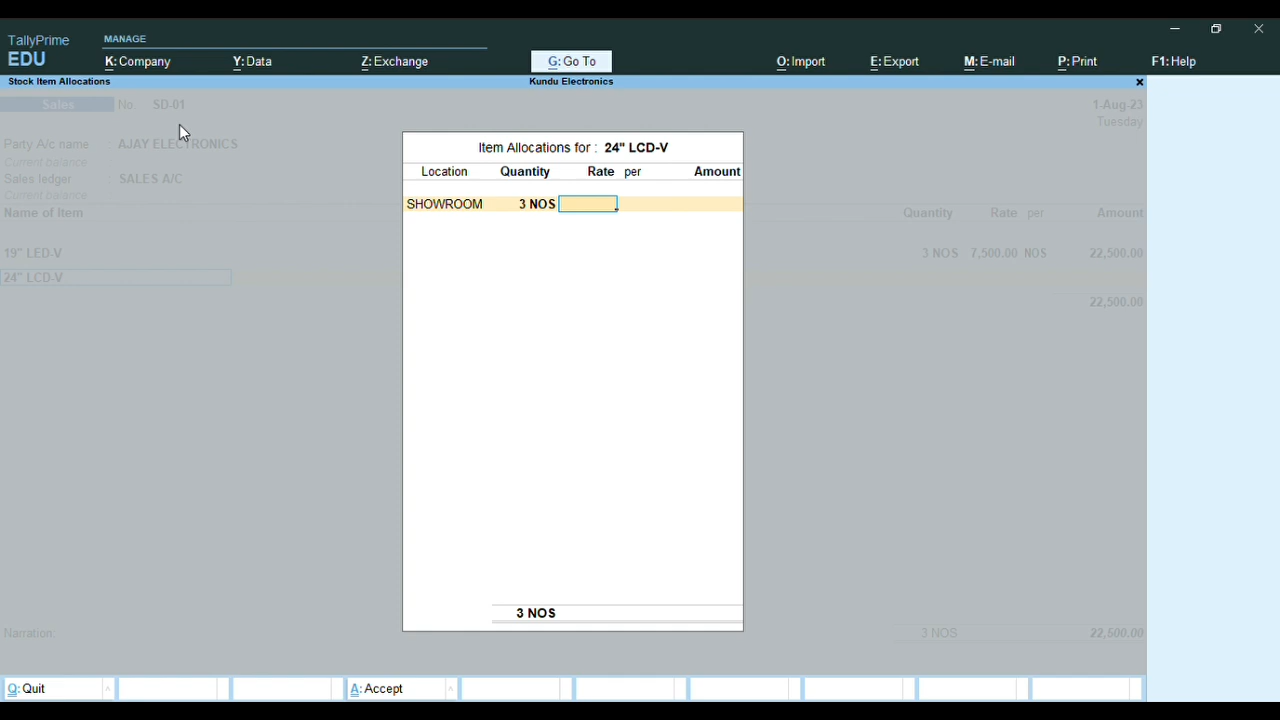 TallyPrime
EDU
MANAGE
K: Company Y: Data Z: Exchange G: Go To O: Import E: Export M: E-mail P: Print F1: Help
Stock Item Allocations Kundu Electronics
Sales No. SD-01 1-Aug-23
Tuesday
Party A/c name : AJAY ELECTRONICS
Current balance :
Sales ledger : SALES A/C
Current balance
Name of Item Quantity Rate per Amount
19" LED-V 3 NOS 7,500.00 NOS 22,500.00
24" LCD-V
22,500.00
Item Allocations for : 24" LCD-V
Location Quantity Rate per Amount
SHOWROOM 3 NOS
3 NOS
Narration: 3 NOS 22,500.00
Q: Quit A: Accept